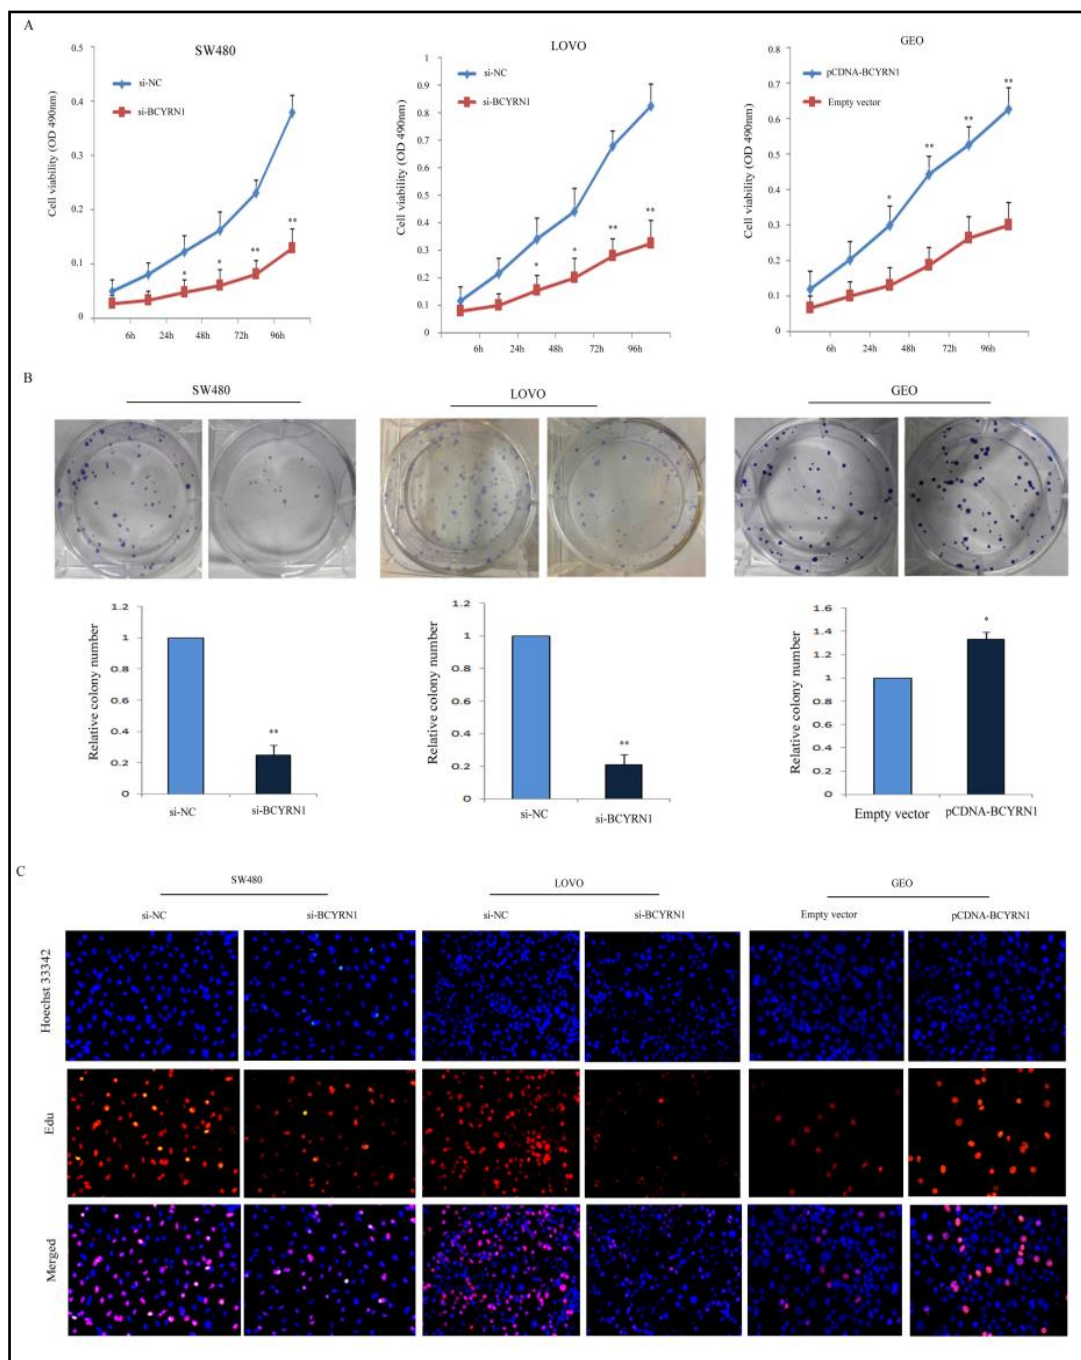 A
SW480
LOVO
GEO
Cell viability (OD 490nm)
0.5
0.4
0.3
0.2
0.1
0
si-NC
si-BCYRN1
*
*
**
**
6h 24h 48h 72h 96h
Cell viability (OD 490nm)
1
0.9
0.8
0.7
0.6
0.5
0.4
0.3
0.2
0.1
0
si-NC
si-BCYRN1
*
*
**
**
6h 24h 48h 72h 96h
Cell viability (OD 490nm)
0.8
0.7
0.6
0.5
0.4
0.3
0.2
0.1
0
pCDNA-BCYRN1
Empty vector
*
**
**
**
6h 24h 48h 72h 96h
B
SW480
LOVO
GEO
Relative colony number
1.2
1
0.8
0.6
0.4
0.2
0
**
si-NC si-BCYRN1
Relative colony number
1.2
1
0.8
0.6
0.4
0.2
0
**
si-NC si-BCYRN1
Relative colony number
1.6
1.4
1.2
1
0.8
0.6
0.4
0.2
0
*
Empty vector pCDNA-BCYRN1
C
SW480
LOVO
GEO
si-NC si-BCYRN1 si-NC si-BCYRN1 Empty vector pCDNA-BCYRN1
Hoechst 33342
Edu
Merged